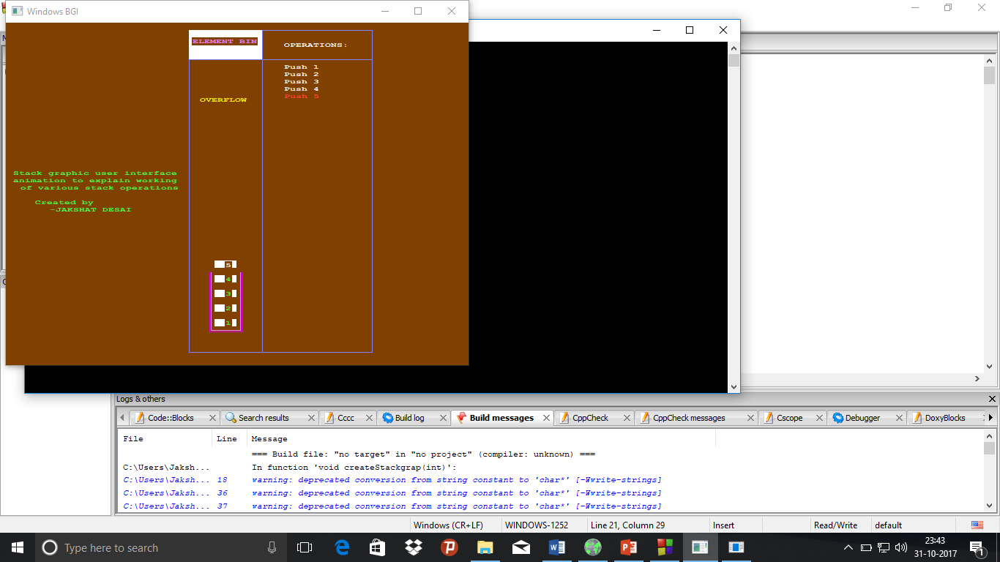 Windows BGI
ELEMENT BIN
OPERATIONS:
Push 1
Push 2
Push 3
Push 4
Push 5
OVERFLOW
Stack graphic user interface
animation to explain working
of various stack operations
Created by
-JAKSHAT DESAI
5
4
3
2
1
Logs & others
Code::Blocks
Search results
Cccc
Build log
Build messages
CppCheck
CppCheck messages
Cscope
Debugger
DoxyBlocks
File Line Message
=== Build file: "no target" in "no project" (compiler: unknown) ===
C:\Users\Jaksh... In function 'void createStackgrap(int)':
C:\Users\Jaksh... 18 warning: deprecated conversion from string constant to 'char*' [-Wwrite-strings]
C:\Users\Jaksh... 36 warning: deprecated conversion from string constant to 'char*' [-Wwrite-strings]
C:\Users\Jaksh... 37 warning: deprecated conversion from string constant to 'char*' [-Wwrite-strings]
Windows (CR+LF) WINDOWS-1252 Line 21, Column 29 Insert Read/Write default
Type here to search
23:43
31-10-2017
1